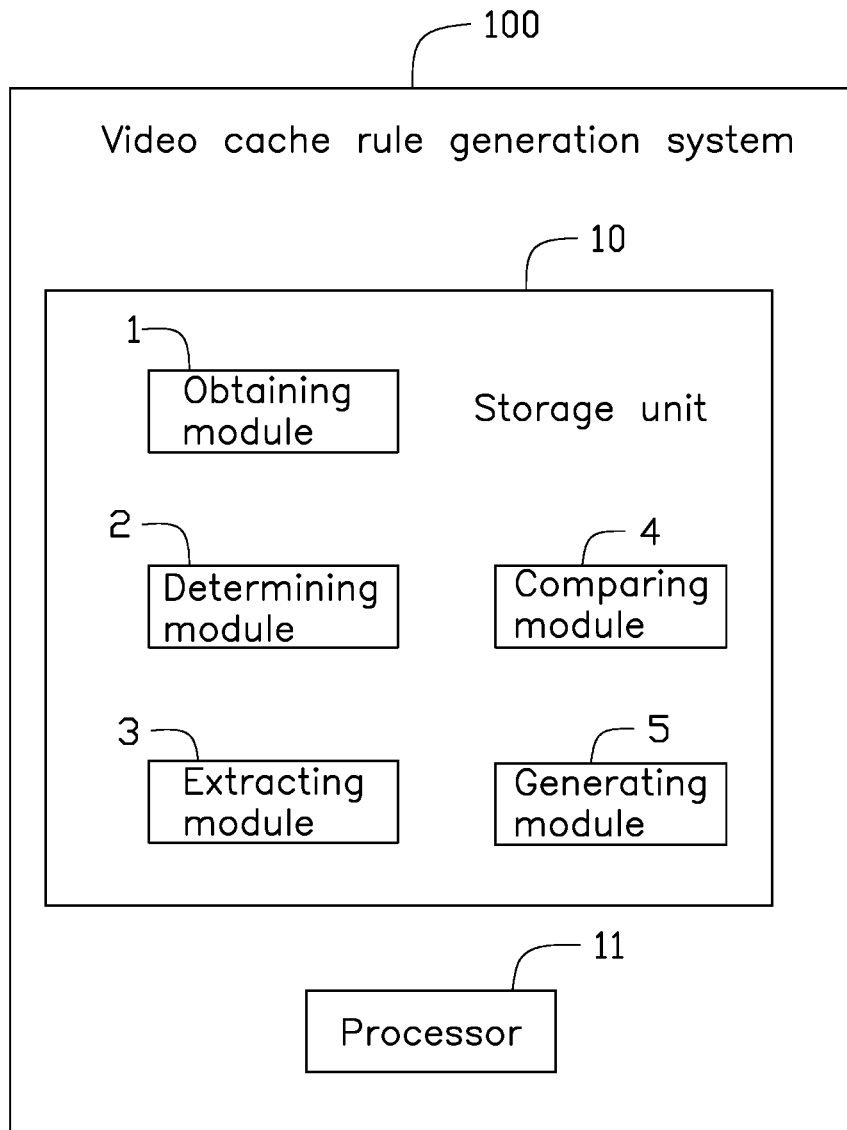 100
Video cache rule generation system
10
1
Obtaining
module
Storage unit
2
Determining
module
4
Comparing
module
3
Extracting
module
5
Generating
module
11
Processor